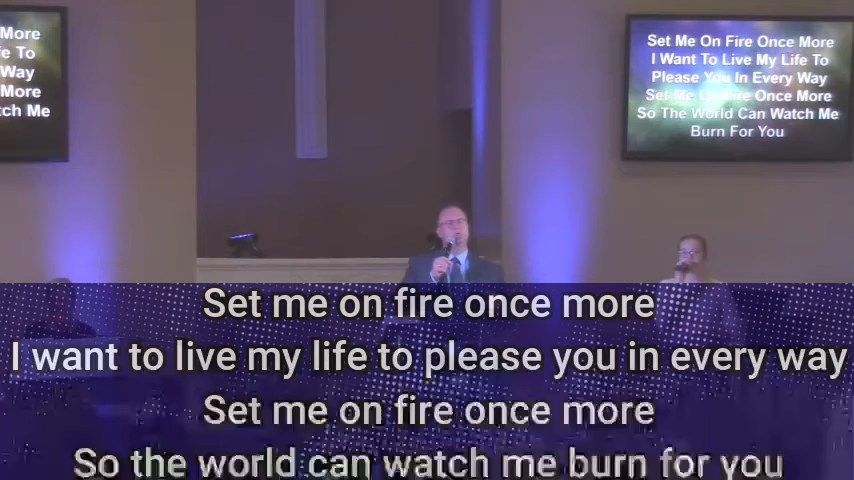 More
fe To
Way
More
tch Me
Set Me On Fire Once More
I Want To Live My Life To
Please You In Every Way
Set Me On Fire Once More
So The World Can Watch Me
Burn For You
Set me on fire once more
I want to live my life to please you in every way
Set me on fire once more
So the world can watch me burn for you